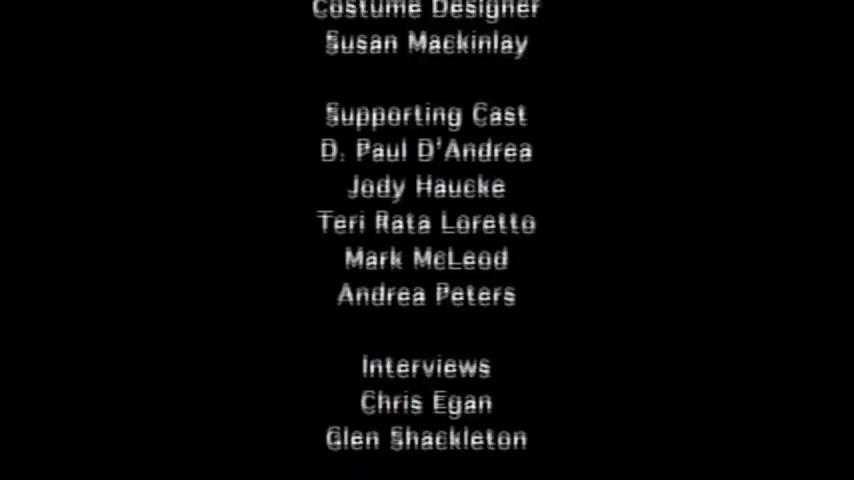 Costume Designer
Susan Mackinlay
Supporting Cast
D. Paul D'Andrea
Jody Haucke
Teri Rata Loretto
Mark McLeod
Andrea Peters
Interviews
Chris Egan
Glen Shackleton